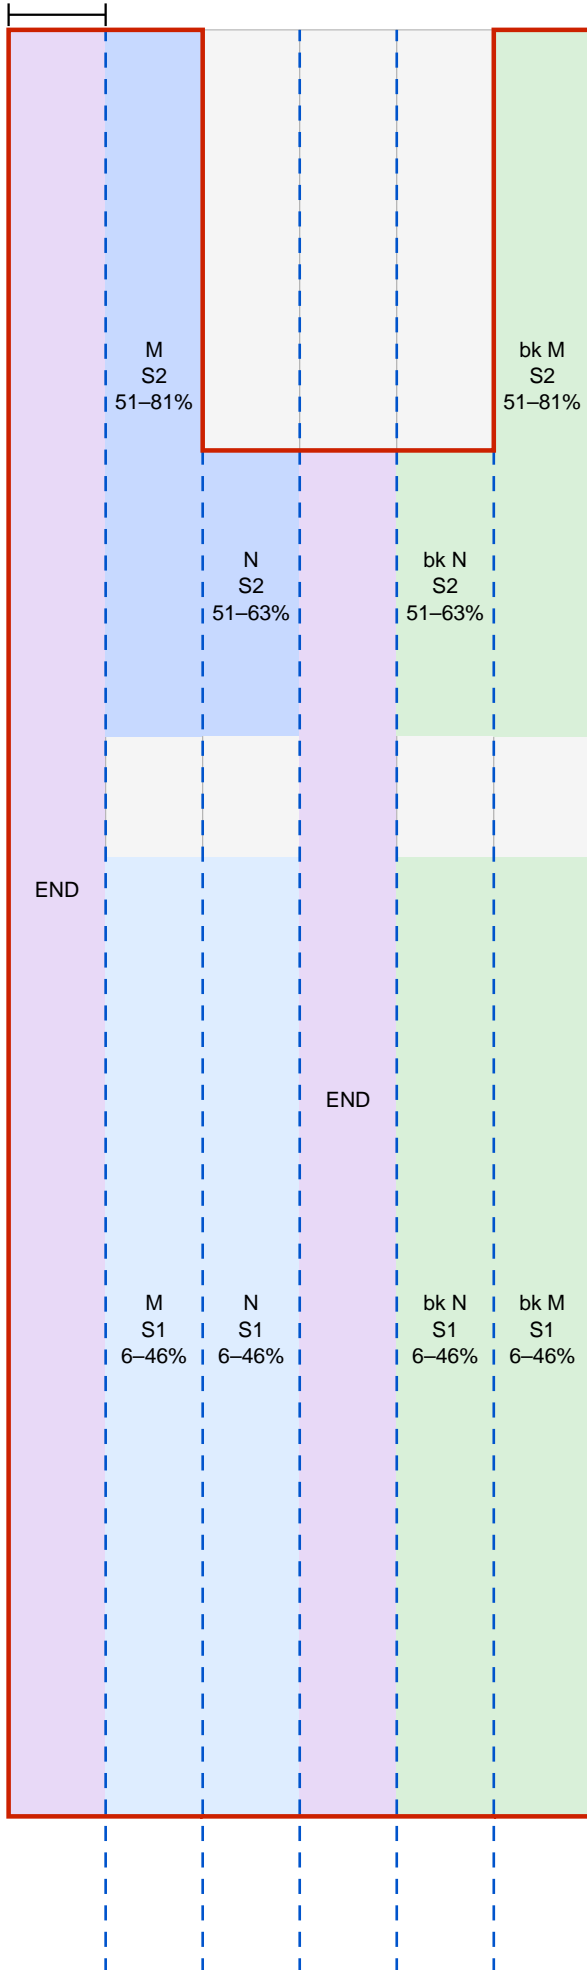 M
S2
51–81%
bk M
S2
51–81%
N
S2
51–63%
bk N
S2
51–63%
END
END
M
S1
6–46%
N
S1
6–46%
bk N
S1
6–46%
bk M
S1
6–46%